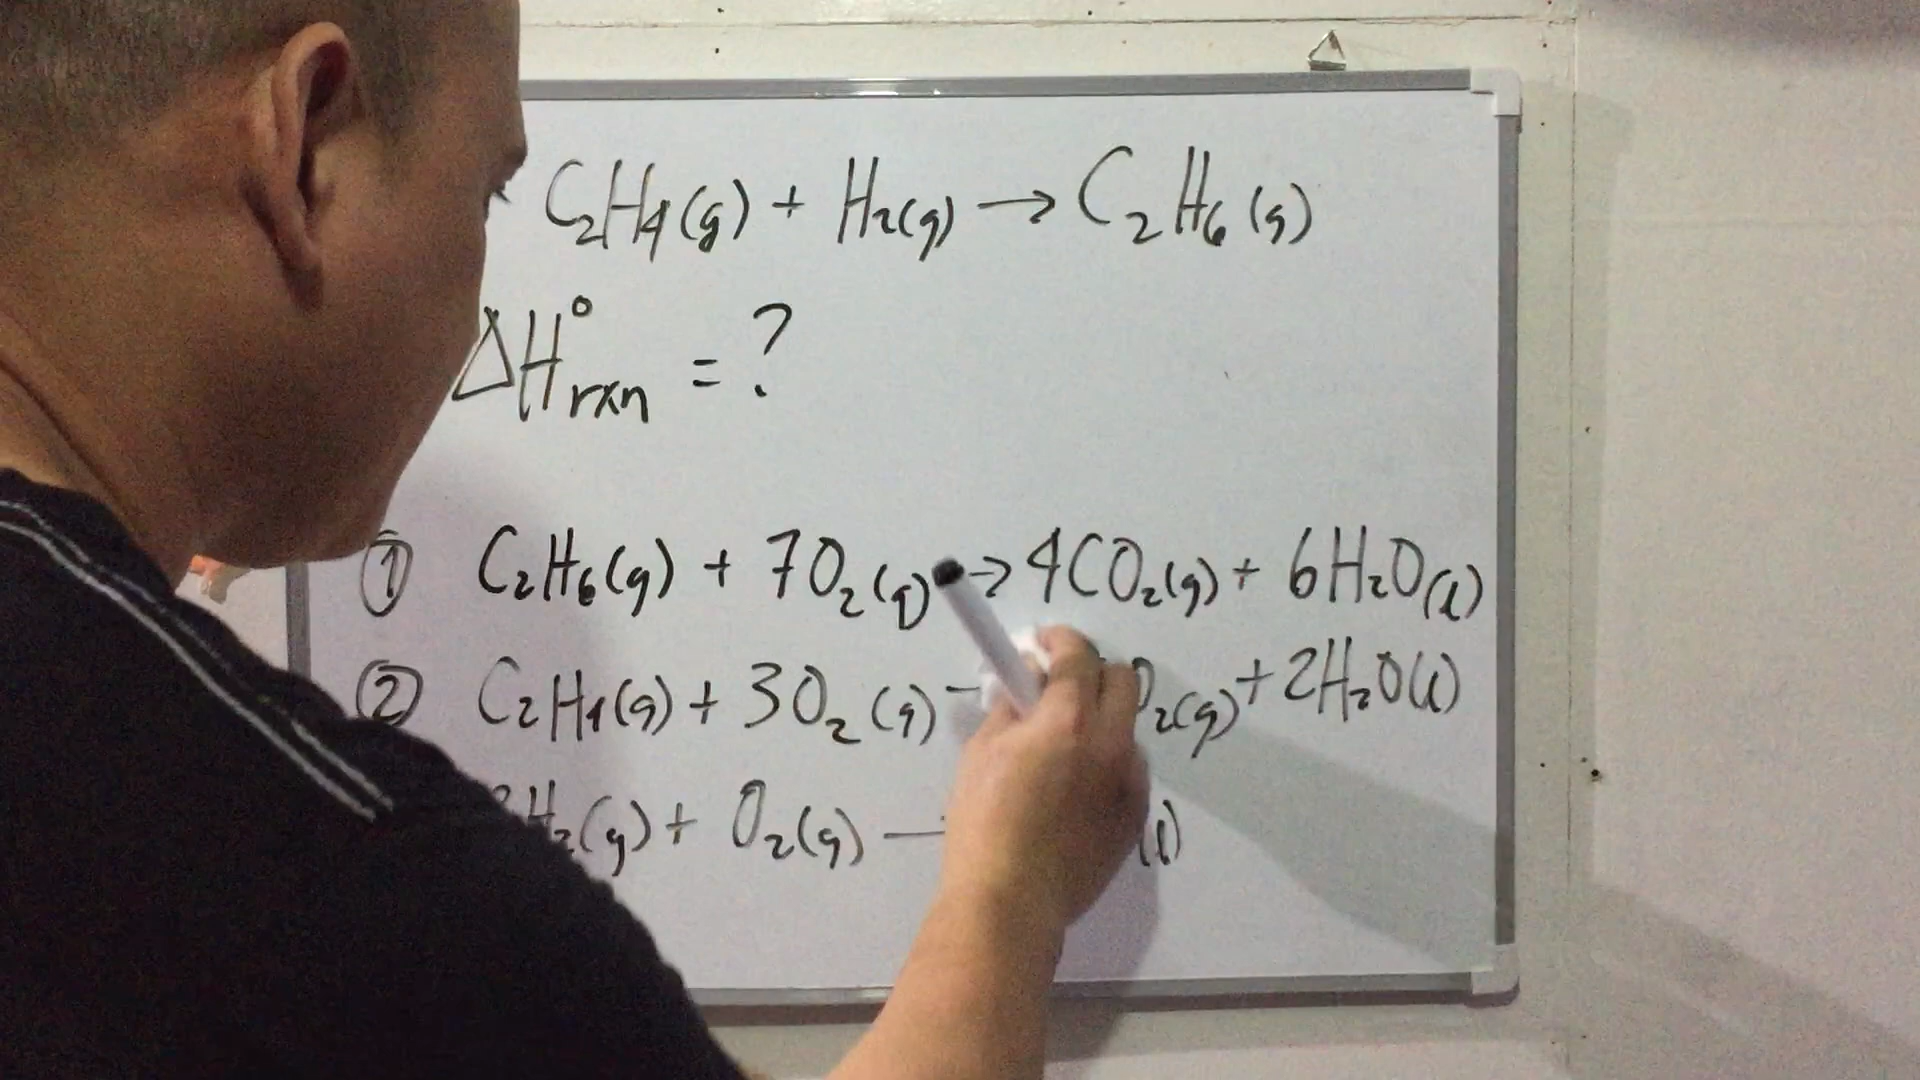 C₂H₄(g) + H₂(g) → C₂H₆(g)
ΔH°rxn = ?
① C₂H₆(g) + 7O₂(g) → 4CO₂(g) + 6H₂O(l)
② C₂H₄(g) + 3O₂(g) O₂(g) + 2H₂O(l)
H₂(g) + O₂(g) (l)